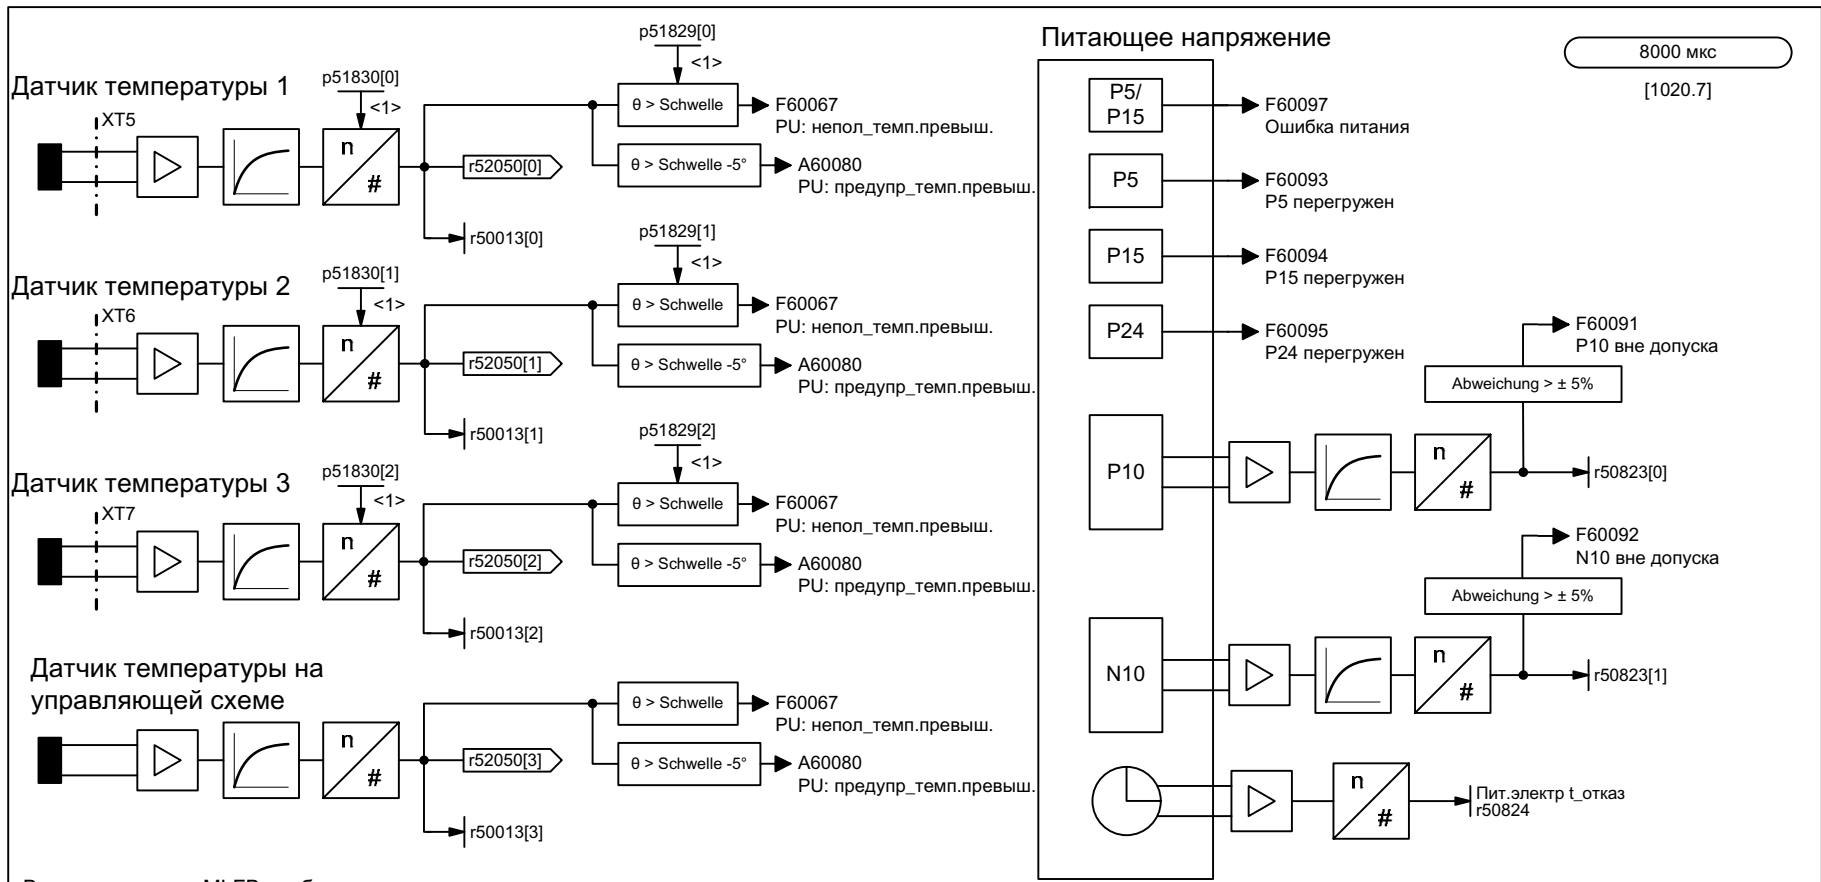 Датчик температуры 1
XT5
p51830[0]
<1>
n
#
r52050[0]
r50013[0]
p51829[0]
<1>
θ > Schwelle
F60067
PU: непол_темп.превыш.
θ > Schwelle -5°
A60080
PU: предупр_темп.превыш.
Датчик температуры 2
XT6
p51830[1]
<1>
n
#
r52050[1]
r50013[1]
p51829[1]
<1>
θ > Schwelle
F60067
PU: непол_темп.превыш.
θ > Schwelle -5°
A60080
PU: предупр_темп.превыш.
Датчик температуры 3
XT7
p51830[2]
<1>
n
#
r52050[2]
r50013[2]
p51829[2]
<1>
θ > Schwelle
F60067
PU: непол_темп.превыш.
θ > Schwelle -5°
A60080
PU: предупр_темп.превыш.
Датчик температуры на
управляющей схеме
n
#
r52050[3]
r50013[3]
θ > Schwelle
F60067
PU: непол_темп.превыш.
θ > Schwelle -5°
A60080
PU: предупр_темп.превыш.
Питающее напряжение
8000 мкс
[1020.7]
P5/
P15
F60097
Ошибка питания
P5
F60093
P5 перегружен
P15
F60094
P15 перегружен
P24
F60095
P24 перегружен
P10
n
#
F60091
P10 вне допуска
Abweichung > ± 5%
r50823[0]
N10
n
#
F60092
N10 вне допуска
Abweichung > ± 5%
r50823[1]
n
#
Пит.электр t_отказ
r50824